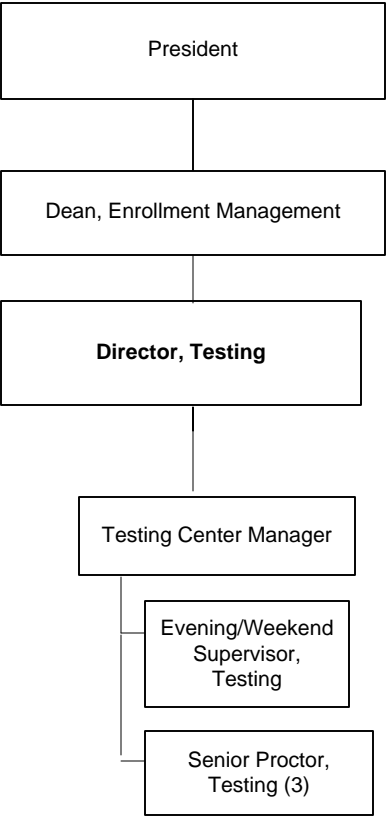 President
Dean, Enrollment Management
Director, Testing
Testing Center Manager
Evening/Weekend
Supervisor,
Testing
Senior Proctor,
Testing (3)